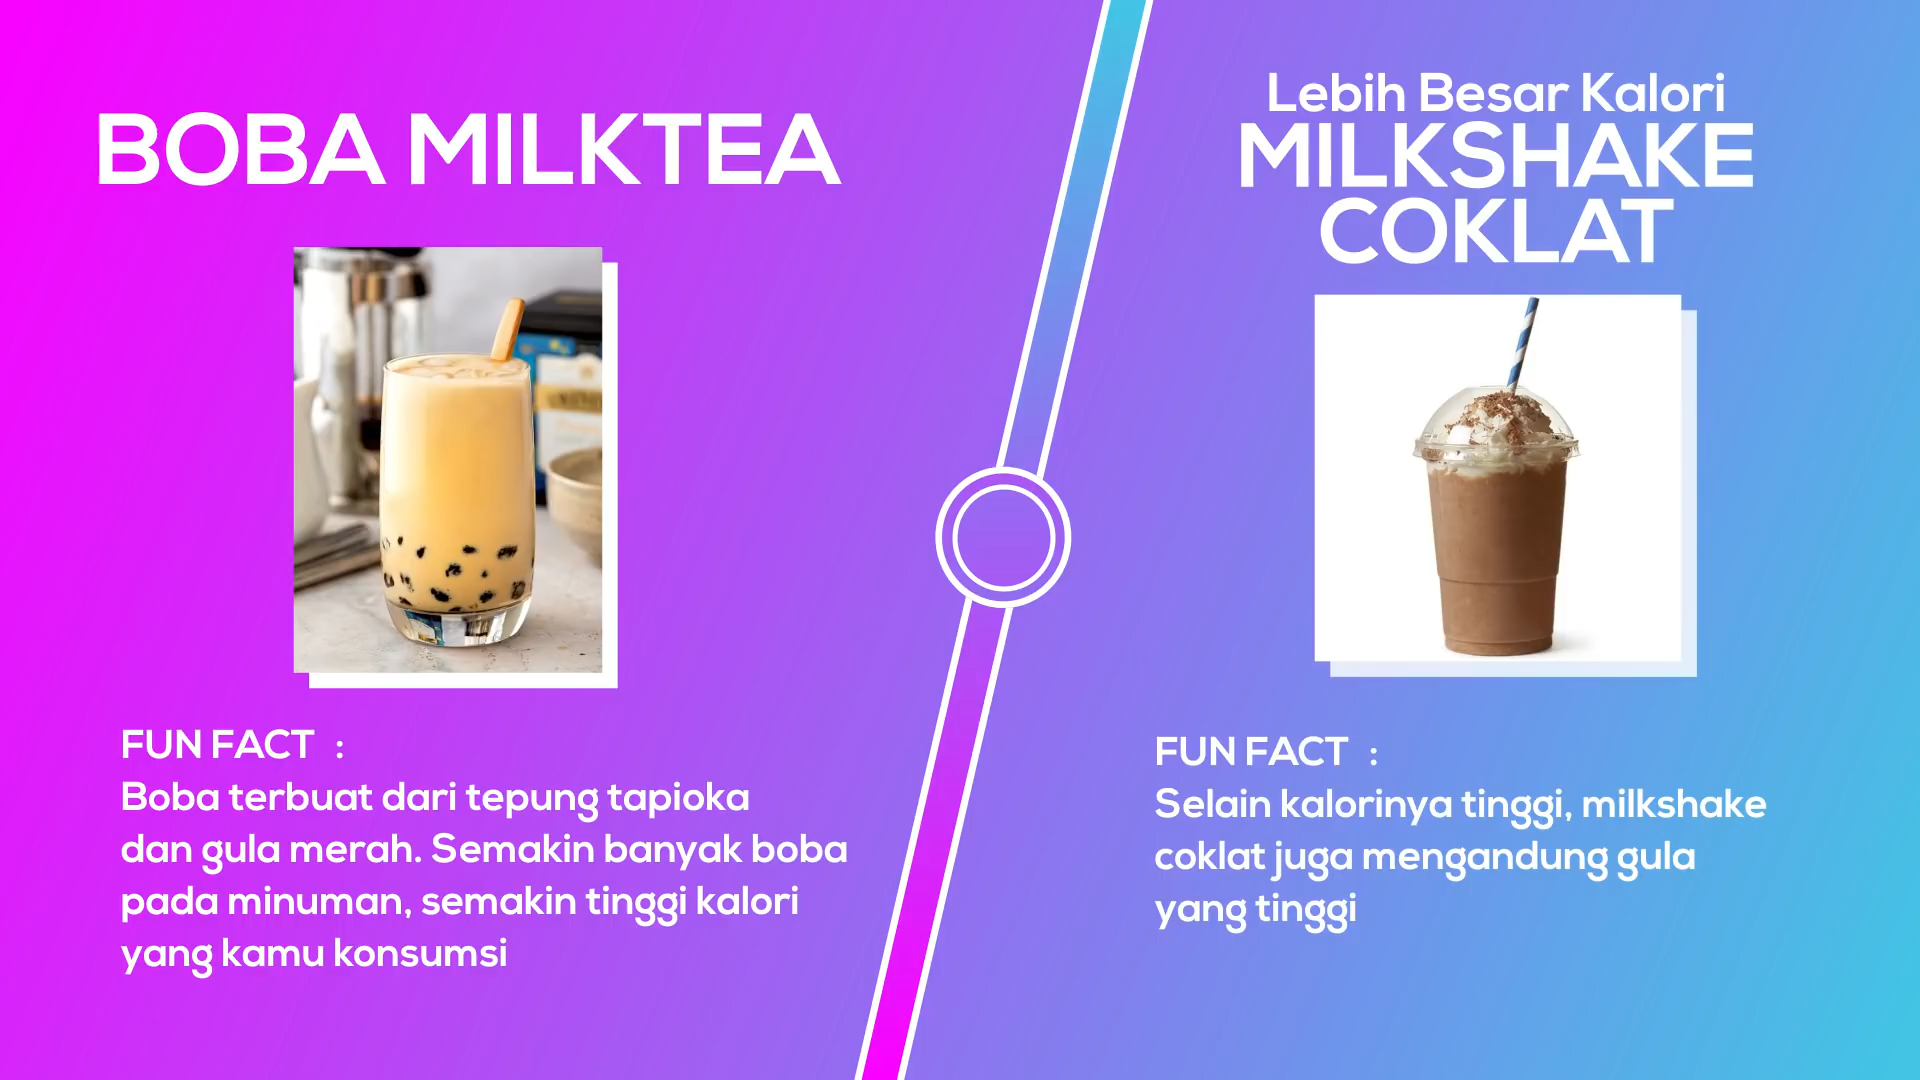 BOBA MILKTEA
FUN FACT :
Boba terbuat dari tepung tapioka
dan gula merah. Semakin banyak boba
pada minuman, semakin tinggi kalori
yang kamu konsumsi
Lebih Besar Kalori
MILKSHAKE
COKLAT
FUN FACT :
Selain kalorinya tinggi, milkshake
coklat juga mengandung gula
yang tinggi